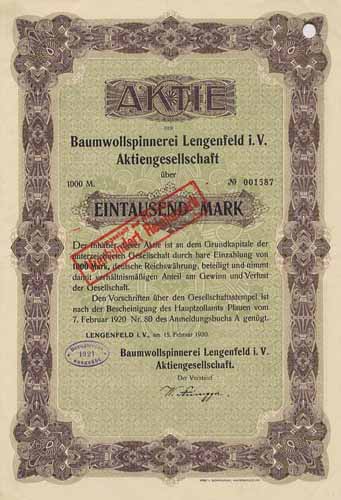 AKTIE
DER
Baumwollspinnerei Lengenfeld i.V.
Aktiengesellschaft
über
1000 M.
№ 001587
EINTAUSEND MARK
Der Inhaber dieser Aktie ist an dem Grundkapitale der
unterzeichneten Gesellschaft durch bare Einzahlung von
1000 Mark, deutsche Reichswährung, beteiligt und nimmt
damit verhältnismäßigen Anteil am Gewinn und Verlust
der Gesellschaft.
Den Vorschriften über den Gesellschaftsstempel ist
nach der Bescheinigung des Hauptzollamts Plauen vom
7. Februar 1920 Nr. 80 des Anmeldungsbuchs A genügt.
LENGENFELD i. V., am 15. Februar 1920.
Baumwollspinnerei Lengenfeld i.V.
Aktiengesellschaft.
Der Vorstand
1921